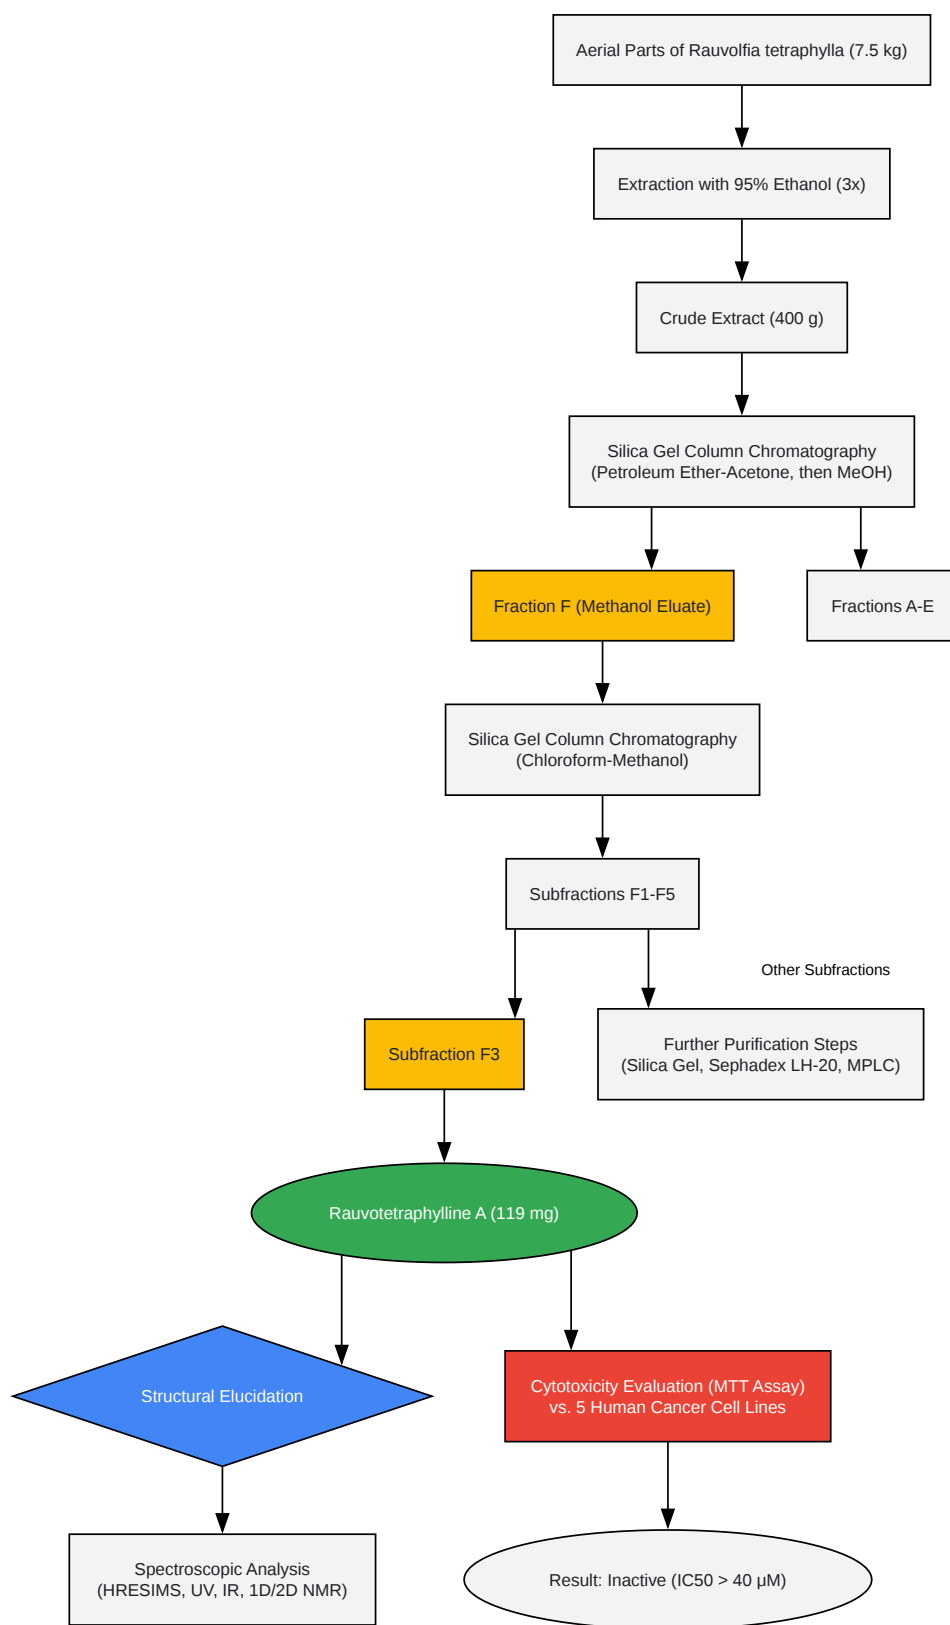 Aerial Parts of Rauvolfia tetraphylla (7.5 kg)
Extraction with 95% Ethanol (3x)
Crude Extract (400 g)
Silica Gel Column Chromatography
(Petroleum Ether-Acetone, then MeOH)
Fraction F (Methanol Eluate)
Fractions A-E
Silica Gel Column Chromatography
(Chloroform-Methanol)
Subfractions F1-F5
Other Subfractions
Subfraction F3
Further Purification Steps
(Silica Gel, Sephadex LH-20, MPLC)
Rauvotetraphylline A (119 mg)
Structural Elucidation
Cytotoxicity Evaluation (MTT Assay)
vs. 5 Human Cancer Cell Lines
Spectroscopic Analysis
(HRESIMS, UV, IR, 1D/2D NMR)
Result: Inactive (IC50 > 40 μM)